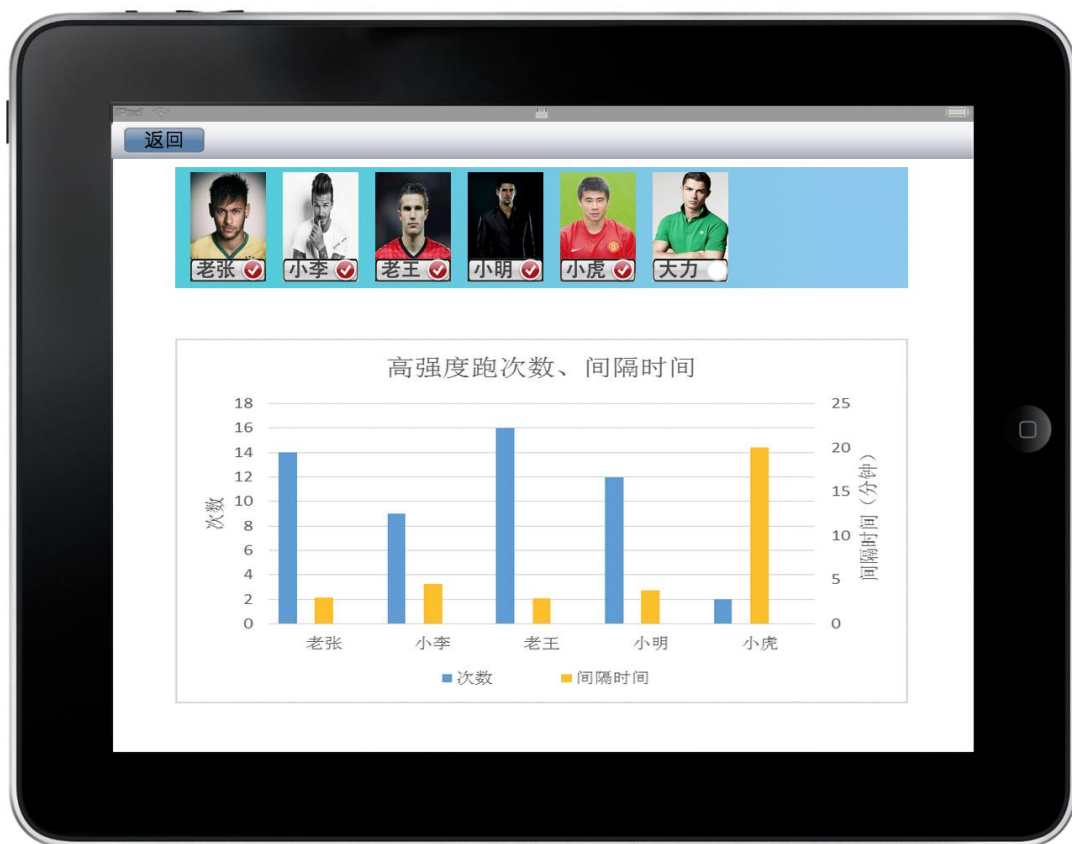 iPad
返回
老张 小李 老王 小明 小虎 大力
高强度跑次数、间隔时间
18 25
16
14 20
12 15
10
8 10
6
4 5
2
0 0
次数
间隔时间（分钟）
老张 小李 老王 小明 小虎
次数 间隔时间